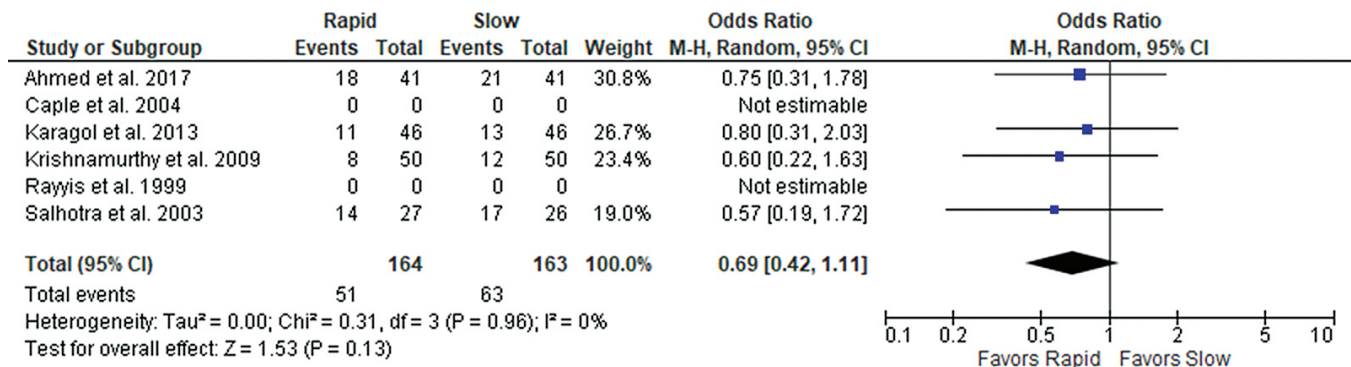 Rapid Slow Odds Ratio Odds Ratio
Study or Subgroup Events Total Events Total Weight M-H, Random, 95% CI M-H, Random, 95% CI
Ahmed et al. 2017 18 41 21 41 30.8% 0.75 [0.31, 1.78]
Caple et al. 2004 0 0 0 0 Not estimable
Karagol et al. 2013 11 46 13 46 26.7% 0.80 [0.31, 2.03]
Krishnamurthy et al. 2009 8 50 12 50 23.4% 0.60 [0.22, 1.63]
Rayyis et al. 1999 0 0 0 0 Not estimable
Salhotra et al. 2003 14 27 17 26 19.0% 0.57 [0.19, 1.72]
Total (95% CI) 164 163 100.0% 0.69 [0.42, 1.11]
Total events 51 63
Heterogeneity: Tau² = 0.00; Chi² = 0.31, df = 3 (P = 0.96); I² = 0%
Test for overall effect: Z = 1.53 (P = 0.13)
0.1 0.2 0.5 1 2 5 10
Favors Rapid Favors Slow